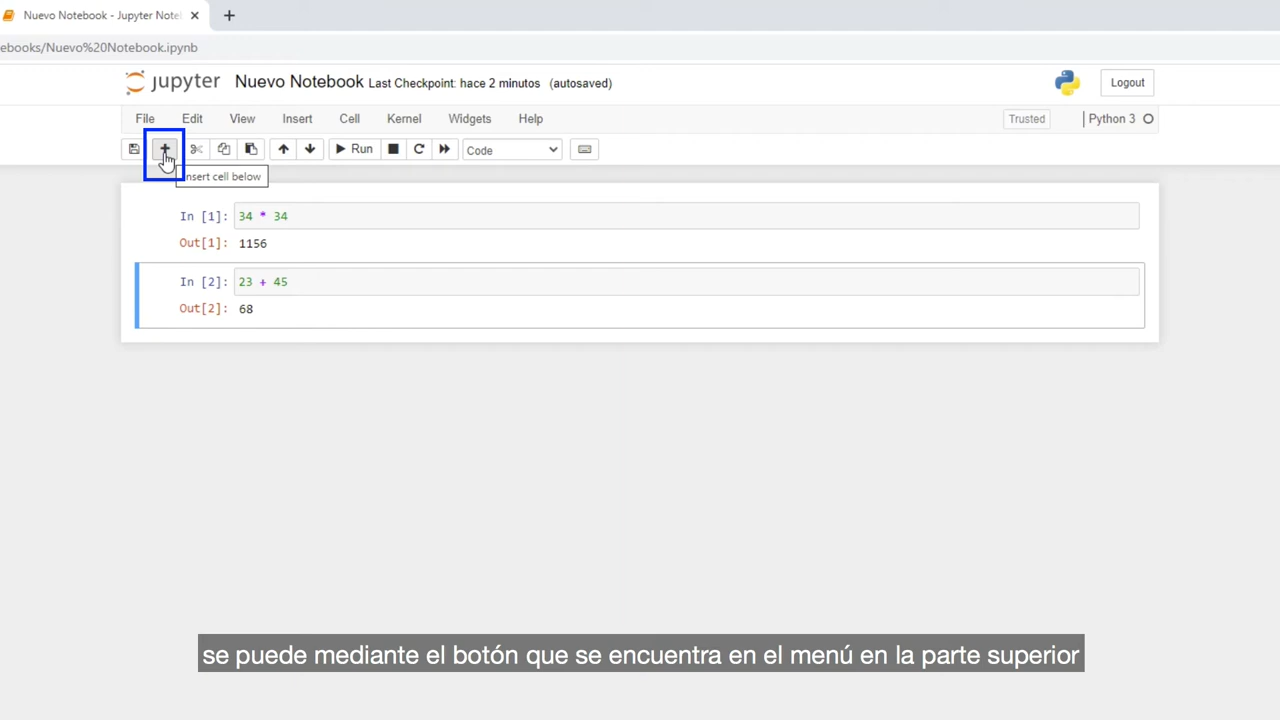 Nuevo Notebook - Jupyter Note
ebooks/Nuevo%20Notebook.ipynb
jupyter Nuevo Notebook Last Checkpoint: hace 2 minutos (autosaved) Logout
File Edit View Insert Cell Kernel Widgets Help Trusted Python 3
Run Code
nsert cell below
In [1]: 34 * 34
Out[1]: 1156
In [2]: 23 + 45
Out[2]: 68
se puede mediante el botón que se encuentra en el menú en la parte superior